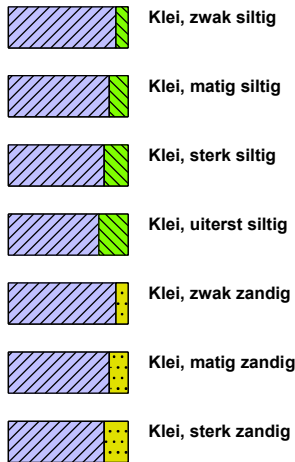 Klei, zwak siltig
Klei, matig siltig
Klei, sterk siltig
Klei, uiterst siltig
Klei, zwak zandig
Klei, matig zandig
Klei, sterk zandig